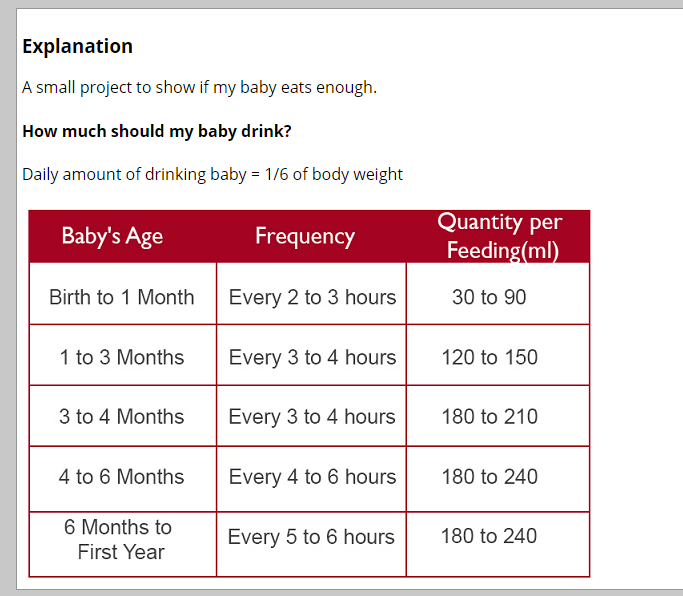 Explanation
A small project to show if my baby eats enough.
How much should my baby drink?
Daily amount of drinking baby = 1/6 of body weight
Baby's Age Frequency Quantity per
Feeding(ml)
Birth to 1 Month Every 2 to 3 hours 30 to 90
1 to 3 Months Every 3 to 4 hours 120 to 150
3 to 4 Months Every 3 to 4 hours 180 to 210
4 to 6 Months Every 4 to 6 hours 180 to 240
6 Months to
First Year Every 5 to 6 hours 180 to 240